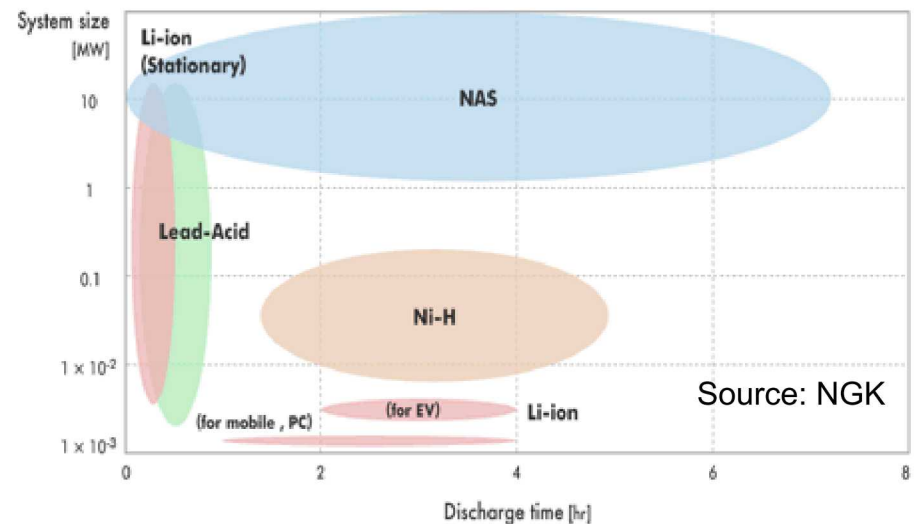 System size
[MW]
Li-ion
(Stationary)
10
NAS
1
Lead-Acid
0.1
Ni-H
1 × 10⁻²
Source: NGK
(for EV)
Li-ion
(for mobile , PC)
1 × 10⁻³
0
2
4
6
8
Discharge time [hr]